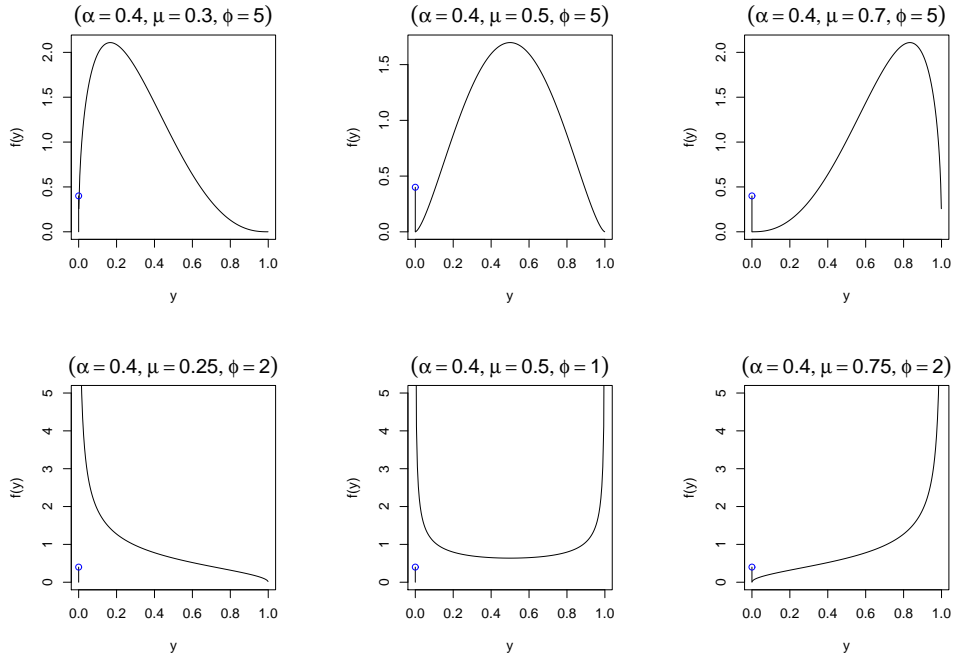 (α = 0.4, μ = 0.3, ϕ = 5)
f(y)
2.0
1.5
1.0
0.5
0.0
0.0 0.2 0.4 0.6 0.8 1.0
y
(α = 0.4, μ = 0.5, ϕ = 5)
f(y)
1.5
1.0
0.5
0.0
0.0 0.2 0.4 0.6 0.8 1.0
y
(α = 0.4, μ = 0.7, ϕ = 5)
f(y)
2.0
1.5
1.0
0.5
0.0
0.0 0.2 0.4 0.6 0.8 1.0
y
(α = 0.4, μ = 0.25, ϕ = 2)
f(y)
5
4
3
2
1
0
0.0 0.2 0.4 0.6 0.8 1.0
y
(α = 0.4, μ = 0.5, ϕ = 1)
f(y)
5
4
3
2
1
0
0.0 0.2 0.4 0.6 0.8 1.0
y
(α = 0.4, μ = 0.75, ϕ = 2)
f(y)
5
4
3
2
1
0
0.0 0.2 0.4 0.6 0.8 1.0
y